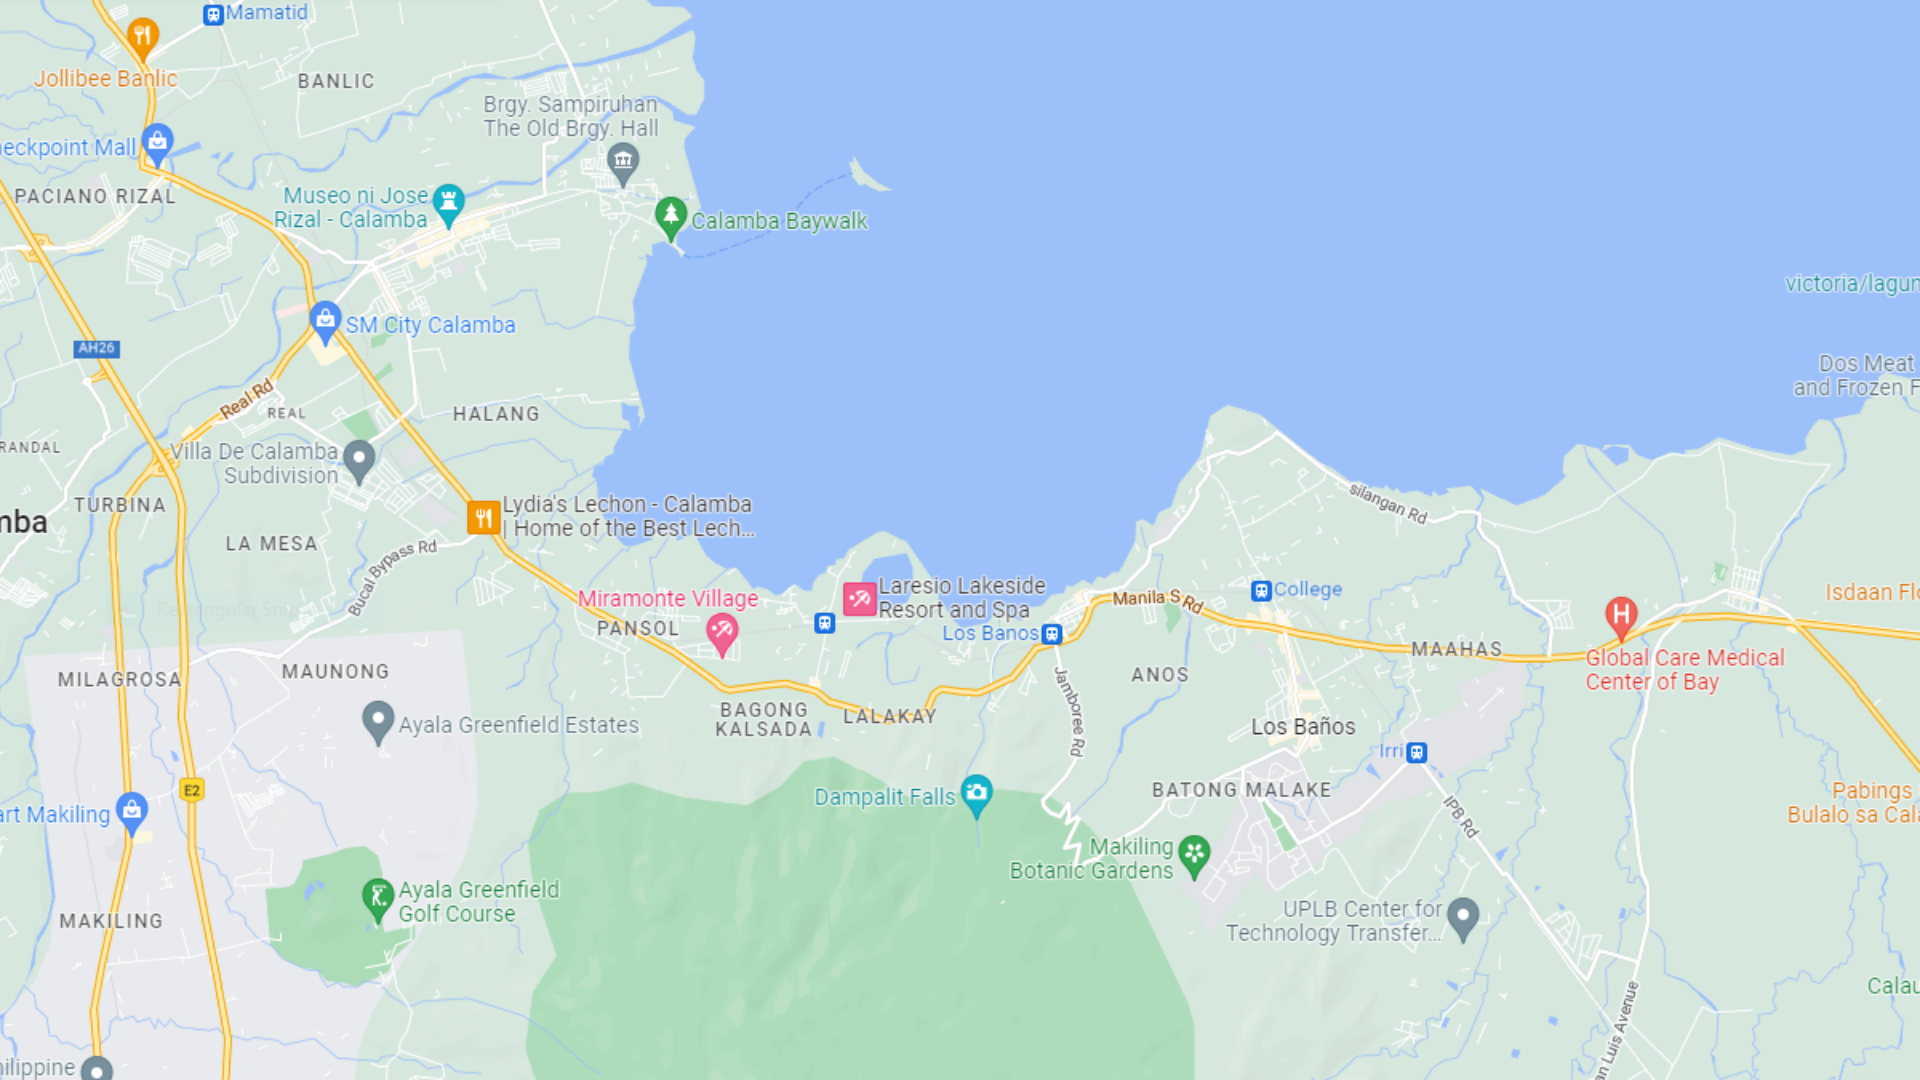 Mamatid
Jollibee Banlic
BANLIC
Brgy. Sampiruhan
The Old Brgy. Hall
eckpoint Mall
PACIANO RIZAL
Museo ni Jose
Rizal - Calamba
Calamba Baywalk
victoria/lagun
SM City Calamba
AH26
Dos Meat
and Frozen F
Real Rd
REAL
HALANG
RANDAL
Villa De Calamba
Subdivision
silangan Rd
TURBINA
Lydia's Lechon - Calamba
| Home of the Best Lech...
mba
LA MESA
Bucal Bypass Rd
Laresio Lakeside
Resort and Spa
College
Isdaan Flo
Miramonte Village
Manila S Rd
PANSOL
Los Banos
MAAHAS
Global Care Medical
Center of Bay
MILAGROSA
MAUNONG
ANOS
Jamboree Rd
BAGONG
KALSADA
LALAKAY
Ayala Greenfield Estates
Los Baños
Irri
E2
BATONG MALAKE
Dampalit Falls
Pabings
Bulalo sa Cala
art Makiling
IPB Rd
Makiling
Botanic Gardens
Ayala Greenfield
Golf Course
MAKILING
UPLB Center for
Technology Transfer...
Calau
an Luis Avenue
ilippine